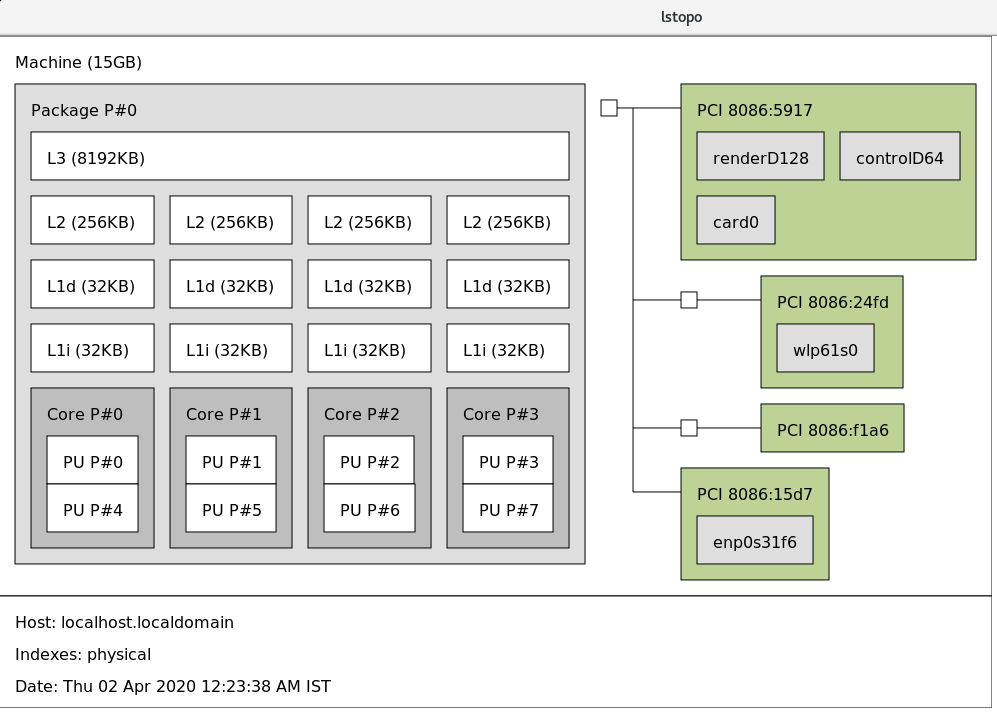 lstopo
Machine (15GB)
Package P#0
L3 (8192KB)
L2 (256KB) L2 (256KB) L2 (256KB) L2 (256KB)
L1d (32KB) L1d (32KB) L1d (32KB) L1d (32KB)
L1i (32KB) L1i (32KB) L1i (32KB) L1i (32KB)
Core P#0 Core P#1 Core P#2 Core P#3
PU P#0 PU P#1 PU P#2 PU P#3
PU P#4 PU P#5 PU P#6 PU P#7
PCI 8086:5917
renderD128 controlD64
card0
PCI 8086:24fd
wlp61s0
PCI 8086:f1a6
PCI 8086:15d7
enp0s31f6
Host: localhost.localdomain
Indexes: physical
Date: Thu 02 Apr 2020 12:23:38 AM IST